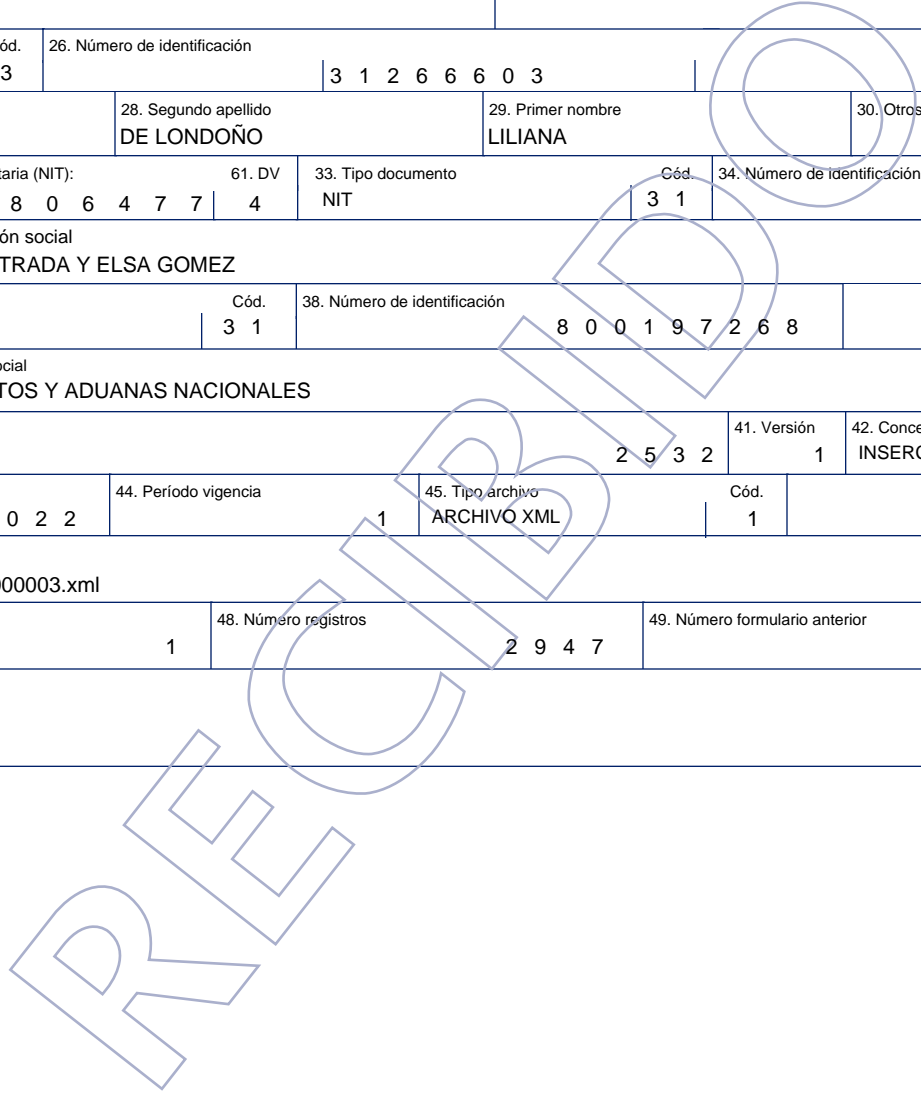 ód. 26. Número de identificación
3 3 1 2 6 6 6 0 3
28. Segundo apellido 29. Primer nombre 30. Otros
DE LONDOÑO LILIANA
taria (NIT): 61. DV 33. Tipo documento Cód. 34. Número de identificación
8 0 6 4 7 7 4 NIT 3 1
ón social
TRADA Y ELSA GOMEZ
Cód. 38. Número de identificación
3 1 8 0 0 1 9 7 2 6 8
ocial
TOS Y ADUANAS NACIONALES
41. Versión 42. Conce
2 5 3 2 1 INSERC
44. Período vigencia 45. Tipo archivo Cód.
0 2 2 1 ARCHIVO XML 1
000003.xml
48. Número registros 49. Número formulario anterior
1 2 9 4 7
RECIBIDO